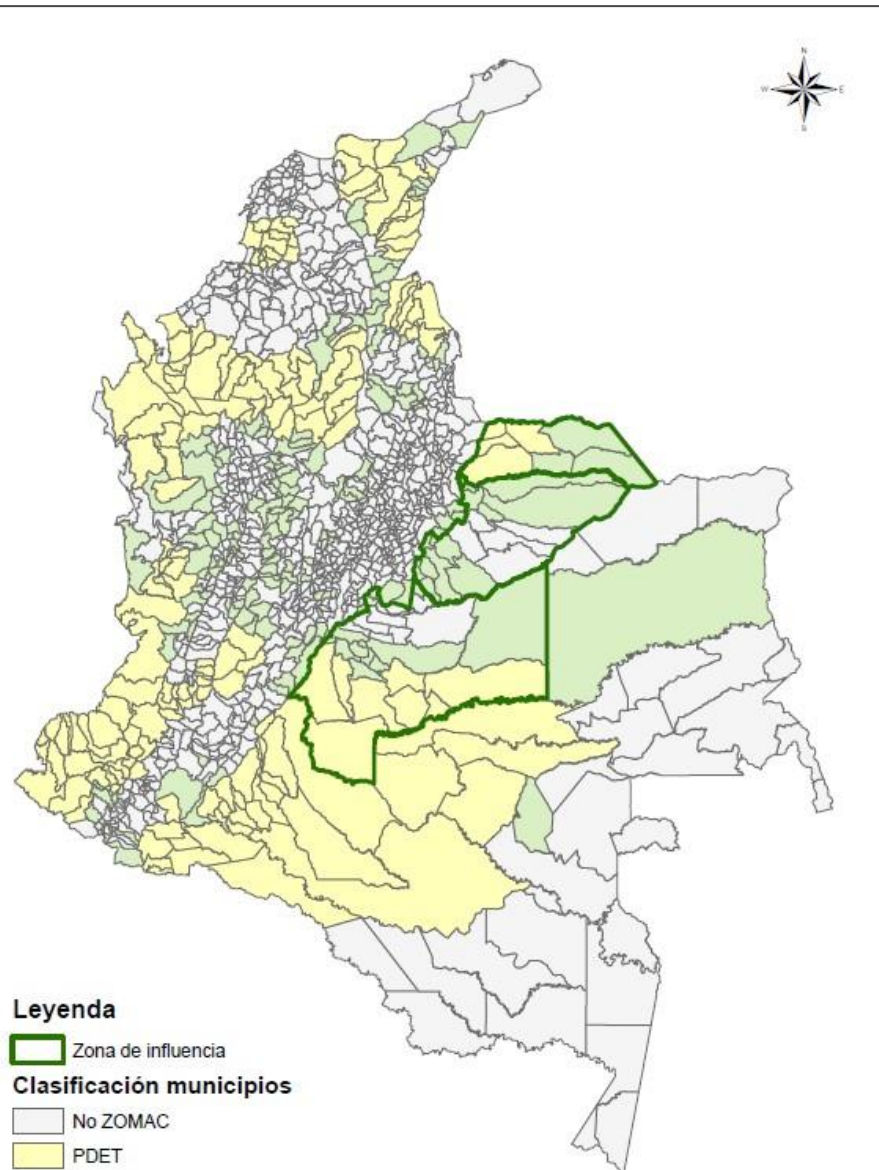 N
W
E
S
Leyenda
Zona de influencia
Clasificación municipios
No ZOMAC
PDET